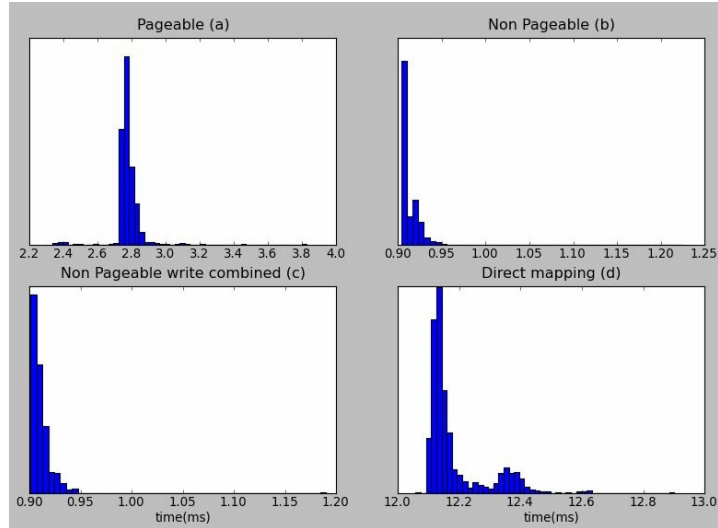 Pageable (a)
2.2 2.4 2.6 2.8 3.0 3.2 3.4 3.6 3.8 4.0
Non Pageable (b)
0.90 0.95 1.00 1.05 1.10 1.15 1.20 1.25
Non Pageable write combined (c)
0.90 0.95 1.00 1.05 1.10 1.15 1.20
time(ms)
Direct mapping (d)
12.0 12.2 12.4 12.6 12.8 13.0
time(ms)